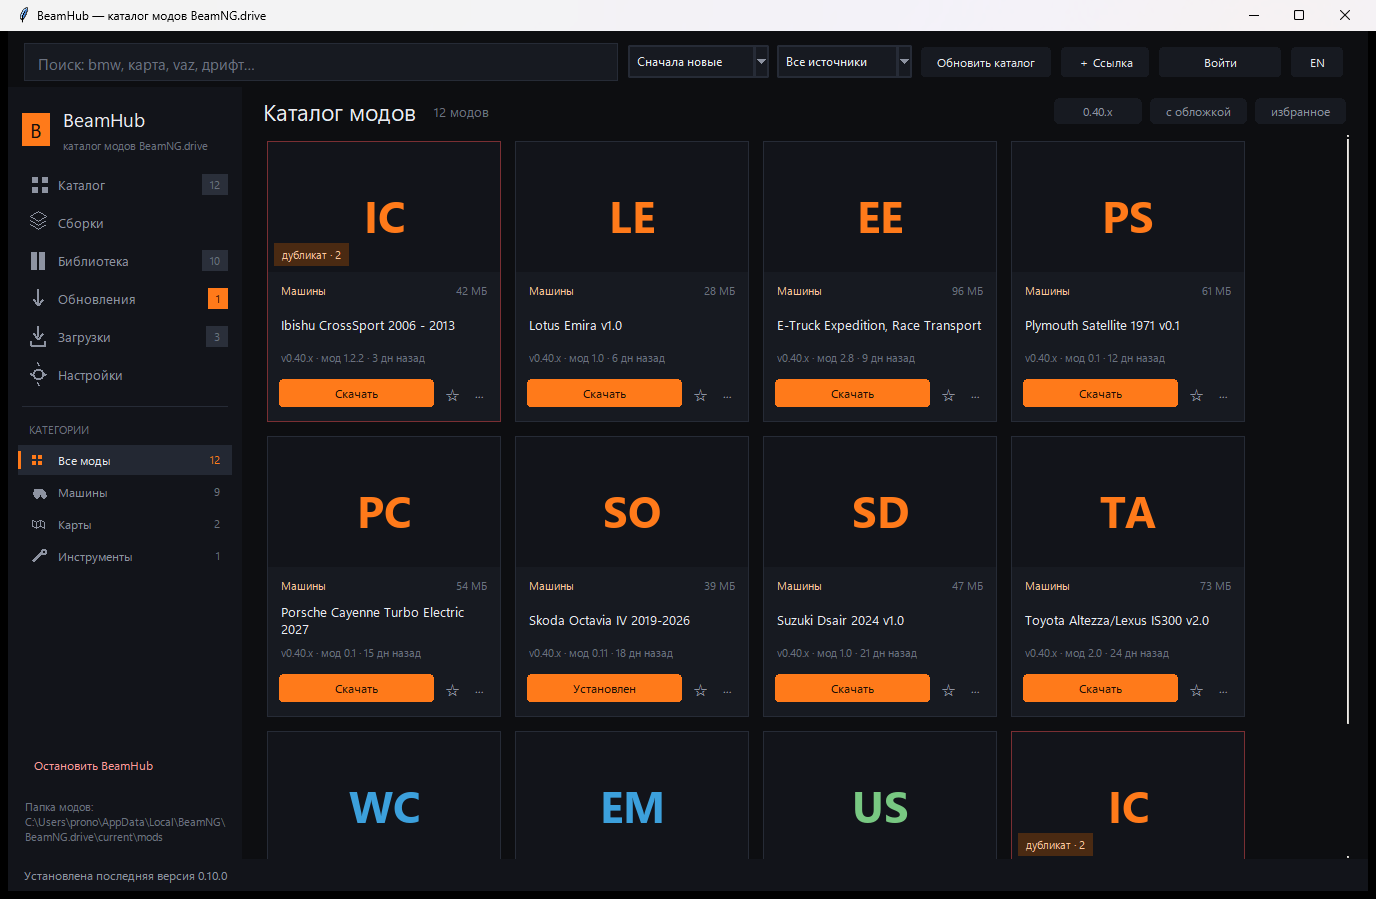 BeamHub — каталог модов BeamNG.drive
Поиск: bmw, карта, vaz, дрифт...
Сначала новые
Все источники
Обновить каталог
+ Ссылка
Войти
EN
B
BeamHub
каталог модов BeamNG.drive
Каталог 12
Сборки
Библиотека 10
Обновления 1
Загрузки 3
Настройки
КАТЕГОРИИ
Все моды 12
Машины 9
Карты 2
Инструменты 1
Остановить BeamHub
Папка модов:
C:\Users\prono\AppData\Local\BeamNG\
BeamNG.drive\current\mods
Каталог модов 12 модов
0.40.x
с обложкой
избранное
IC
дубликат · 2
Машины 42 МБ
Ibishu CrossSport 2006 - 2013
v0.40.x · мод 1.2.2 · 3 дн назад
Скачать ☆ ...
LE
Машины 28 МБ
Lotus Emira v1.0
v0.40.x · мод 1.0 · 6 дн назад
Скачать ☆ ...
EE
Машины 96 МБ
E-Truck Expedition, Race Transport
v0.40.x · мод 2.8 · 9 дн назад
Скачать ☆ ...
PS
Машины 61 МБ
Plymouth Satellite 1971 v0.1
v0.40.x · мод 0.1 · 12 дн назад
Скачать ☆ ...
PC
Машины 54 МБ
Porsche Cayenne Turbo Electric
2027
v0.40.x · мод 0.1 · 15 дн назад
Скачать ☆ ...
SO
Машины 39 МБ
Skoda Octavia IV 2019-2026
v0.40.x · мод 0.11 · 18 дн назад
Установлен ☆ ...
SD
Машины 47 МБ
Suzuki Dsair 2024 v1.0
v0.40.x · мод 1.0 · 21 дн назад
Скачать ☆ ...
TA
Машины 73 МБ
Toyota Altezza/Lexus IS300 v2.0
v0.40.x · мод 2.0 · 24 дн назад
Скачать ☆ ...
WC
EM
US
IC
дубликат · 2
Установлена последняя версия 0.10.0